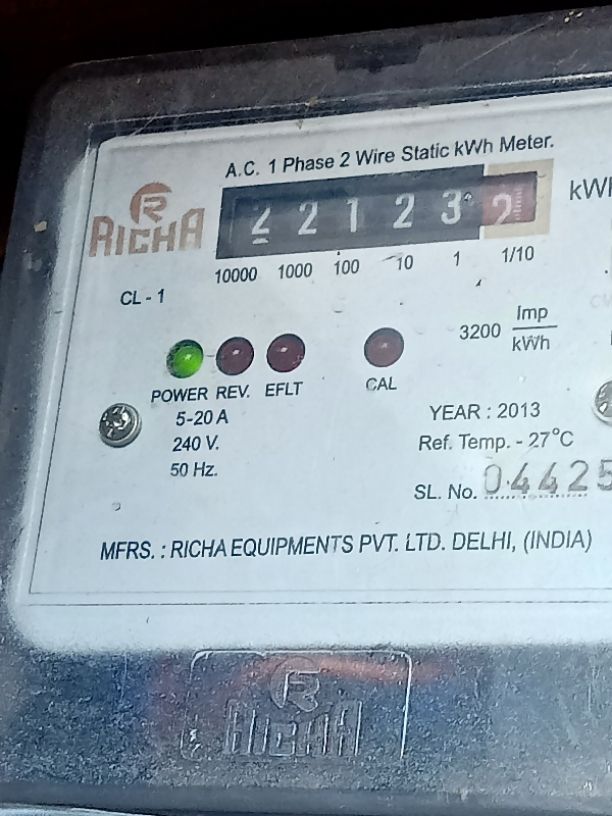 A.C. 1 Phase 2 Wire Static kWh Meter.
RICHA
2 2 1 2 3 2
10000 1000 100 10 1 1/10
CL - 1
3200 Imp/kWh
POWER REV. EFLT CAL
5-20 A
240 V.
50 Hz.
YEAR : 2013
Ref. Temp. - 27°C
SL. No. 04425
MFRS. : RICHA EQUIPMENTS PVT. LTD. DELHI, (INDIA)
R
RICHA